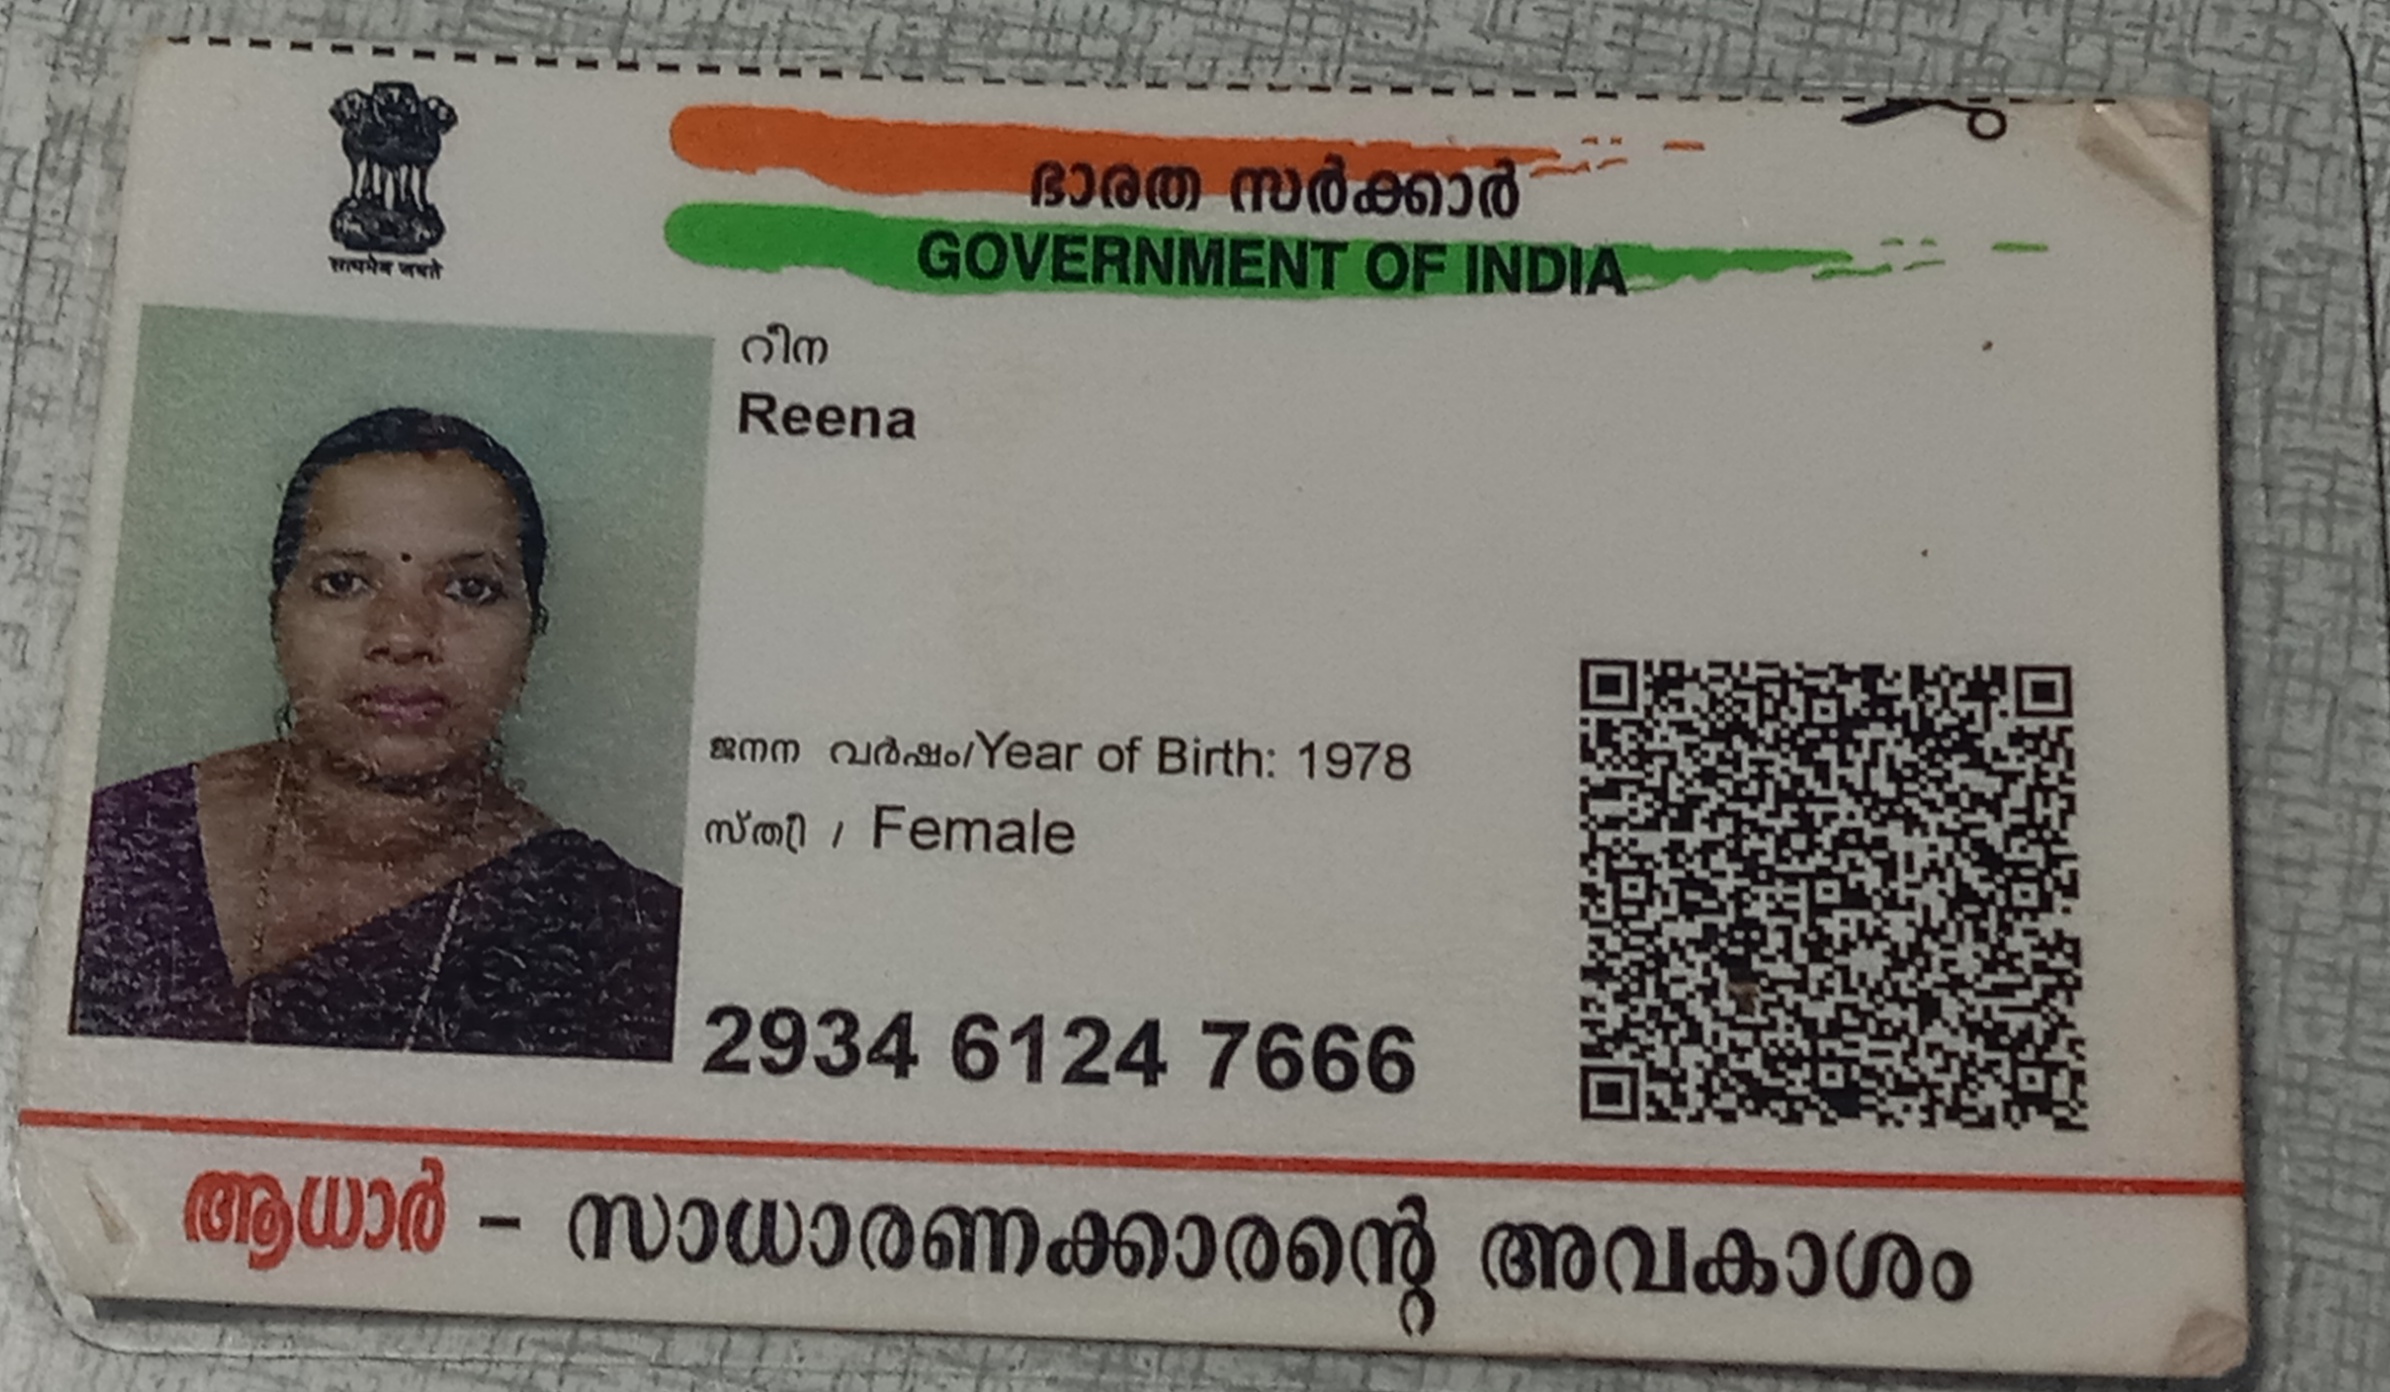 सत्यमेव जयते
ഭാരത സർക്കാർ
GOVERNMENT OF INDIA
റീന
Reena
ജനന വർഷം/Year of Birth: 1978
സ്ത്രീ / Female
2934 6124 7666
ആധാർ - സാധാരണക്കാരന്റെ അവകാശം